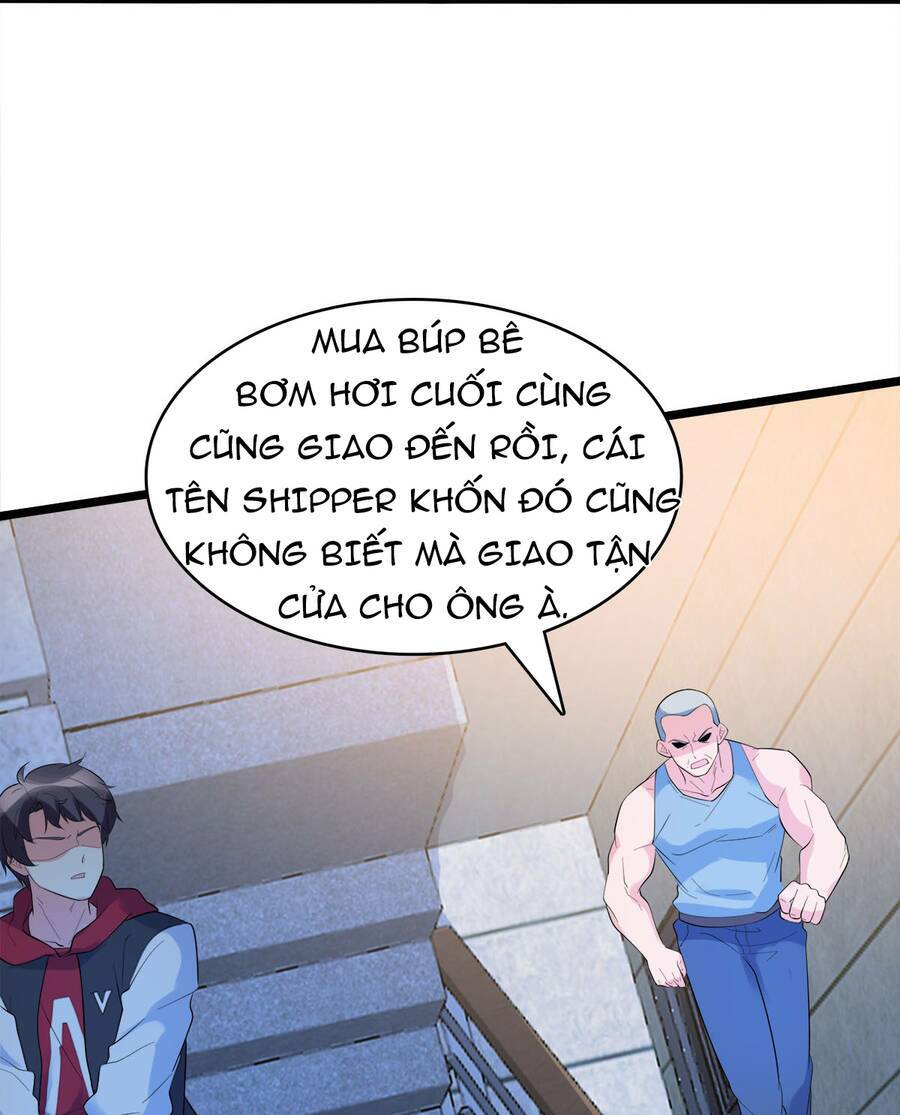 MUA BÚP BÊ
BƠM HƠI CUỐI CÙNG
CŨNG GIAO ĐẾN RỒI, CÁI
TÊN SHIPPER KHỐN ĐÓ CŨNG
KHÔNG BIẾT MÀ GIAO TẬN
CỬA CHO ÔNG À.
V